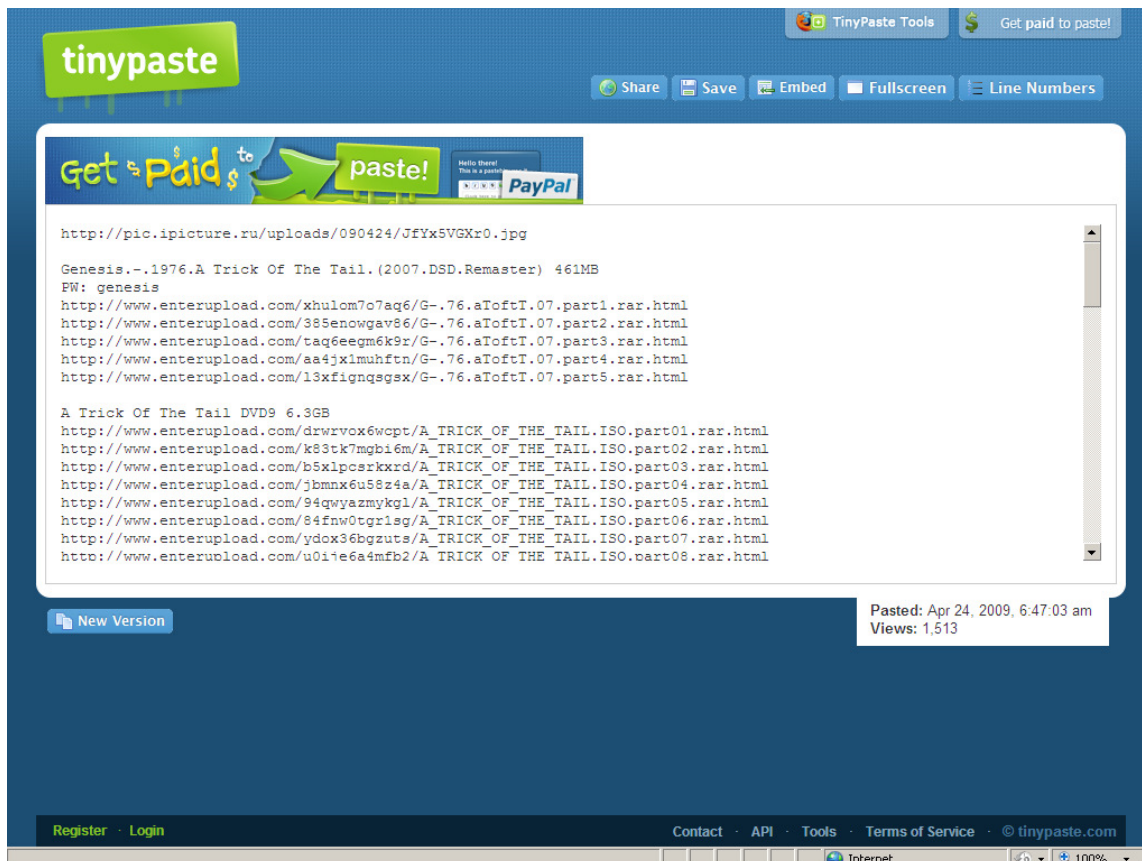 TinyPaste Tools
Get paid to paste!
tinypaste
Share Save Embed Fullscreen Line Numbers
Get Paid to paste!
Hello there!
PayPal
http://pic.ipicture.ru/uploads/090424/JfYx5VGXr0.jpg
Genesis.-.1976.A Trick Of The Tail.(2007.DSD.Remaster) 461MB
PW: genesis
http://www.enterupload.com/xhulom7o7aq6/G-.76.aToftT.07.part1.rar.html
http://www.enterupload.com/385enowgav86/G-.76.aToftT.07.part2.rar.html
http://www.enterupload.com/taq6eegm6k9r/G-.76.aToftT.07.part3.rar.html
http://www.enterupload.com/aa4jx1muhftn/G-.76.aToftT.07.part4.rar.html
http://www.enterupload.com/l3xfignqsgsx/G-.76.aToftT.07.part5.rar.html
A Trick Of The Tail DVD9 6.3GB
http://www.enterupload.com/drwrvox6wcpt/A_TRICK_OF_THE_TAIL.ISO.part01.rar.html
http://www.enterupload.com/k83tk7mgbi6m/A_TRICK_OF_THE_TAIL.ISO.part02.rar.html
http://www.enterupload.com/b5xlpcsrkxrd/A_TRICK_OF_THE_TAIL.ISO.part03.rar.html
http://www.enterupload.com/jbmnx6u58z4a/A_TRICK_OF_THE_TAIL.ISO.part04.rar.html
http://www.enterupload.com/94qwyazmykgl/A_TRICK_OF_THE_TAIL.ISO.part05.rar.html
http://www.enterupload.com/84fnw0tgr1sg/A_TRICK_OF_THE_TAIL.ISO.part06.rar.html
http://www.enterupload.com/ydox36bgzuts/A_TRICK_OF_THE_TAIL.ISO.part07.rar.html
http://www.enterupload.com/u0ije6a4mfb2/A_TRICK_OF_THE_TAIL.ISO.part08.rar.html
New Version
Pasted: Apr 24, 2009, 6:47:03 am
Views: 1,513
Register · Login
Contact · API · Tools · Terms of Service · © tinypaste.com
Internet 100%